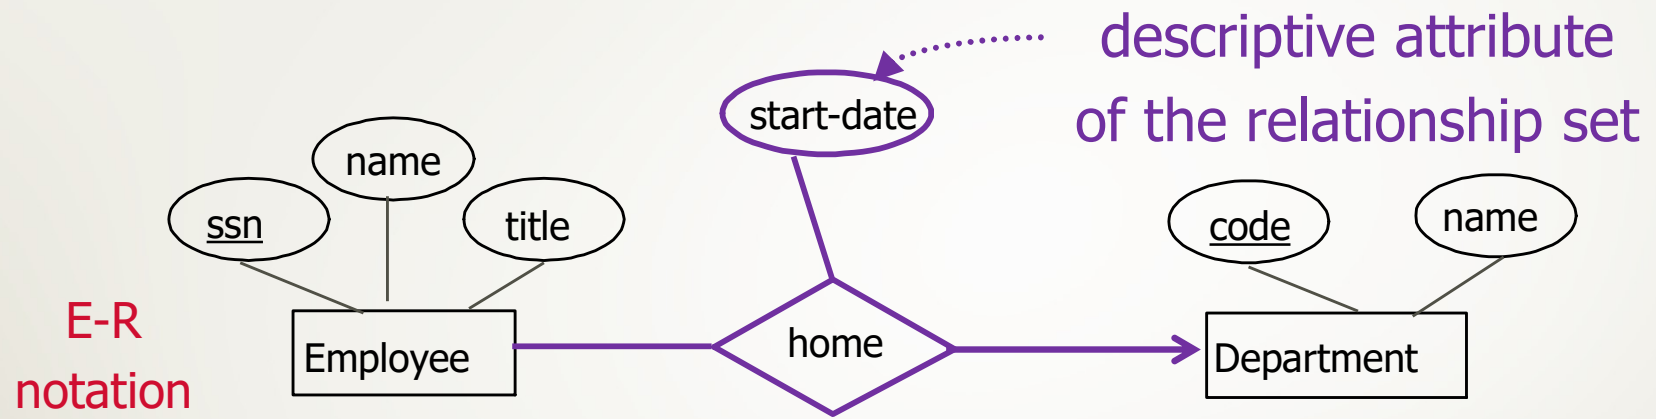 descriptive attribute
of the relationship set
start-date
name
ssn
title
code
name
E-R
notation
Employee
home
Department